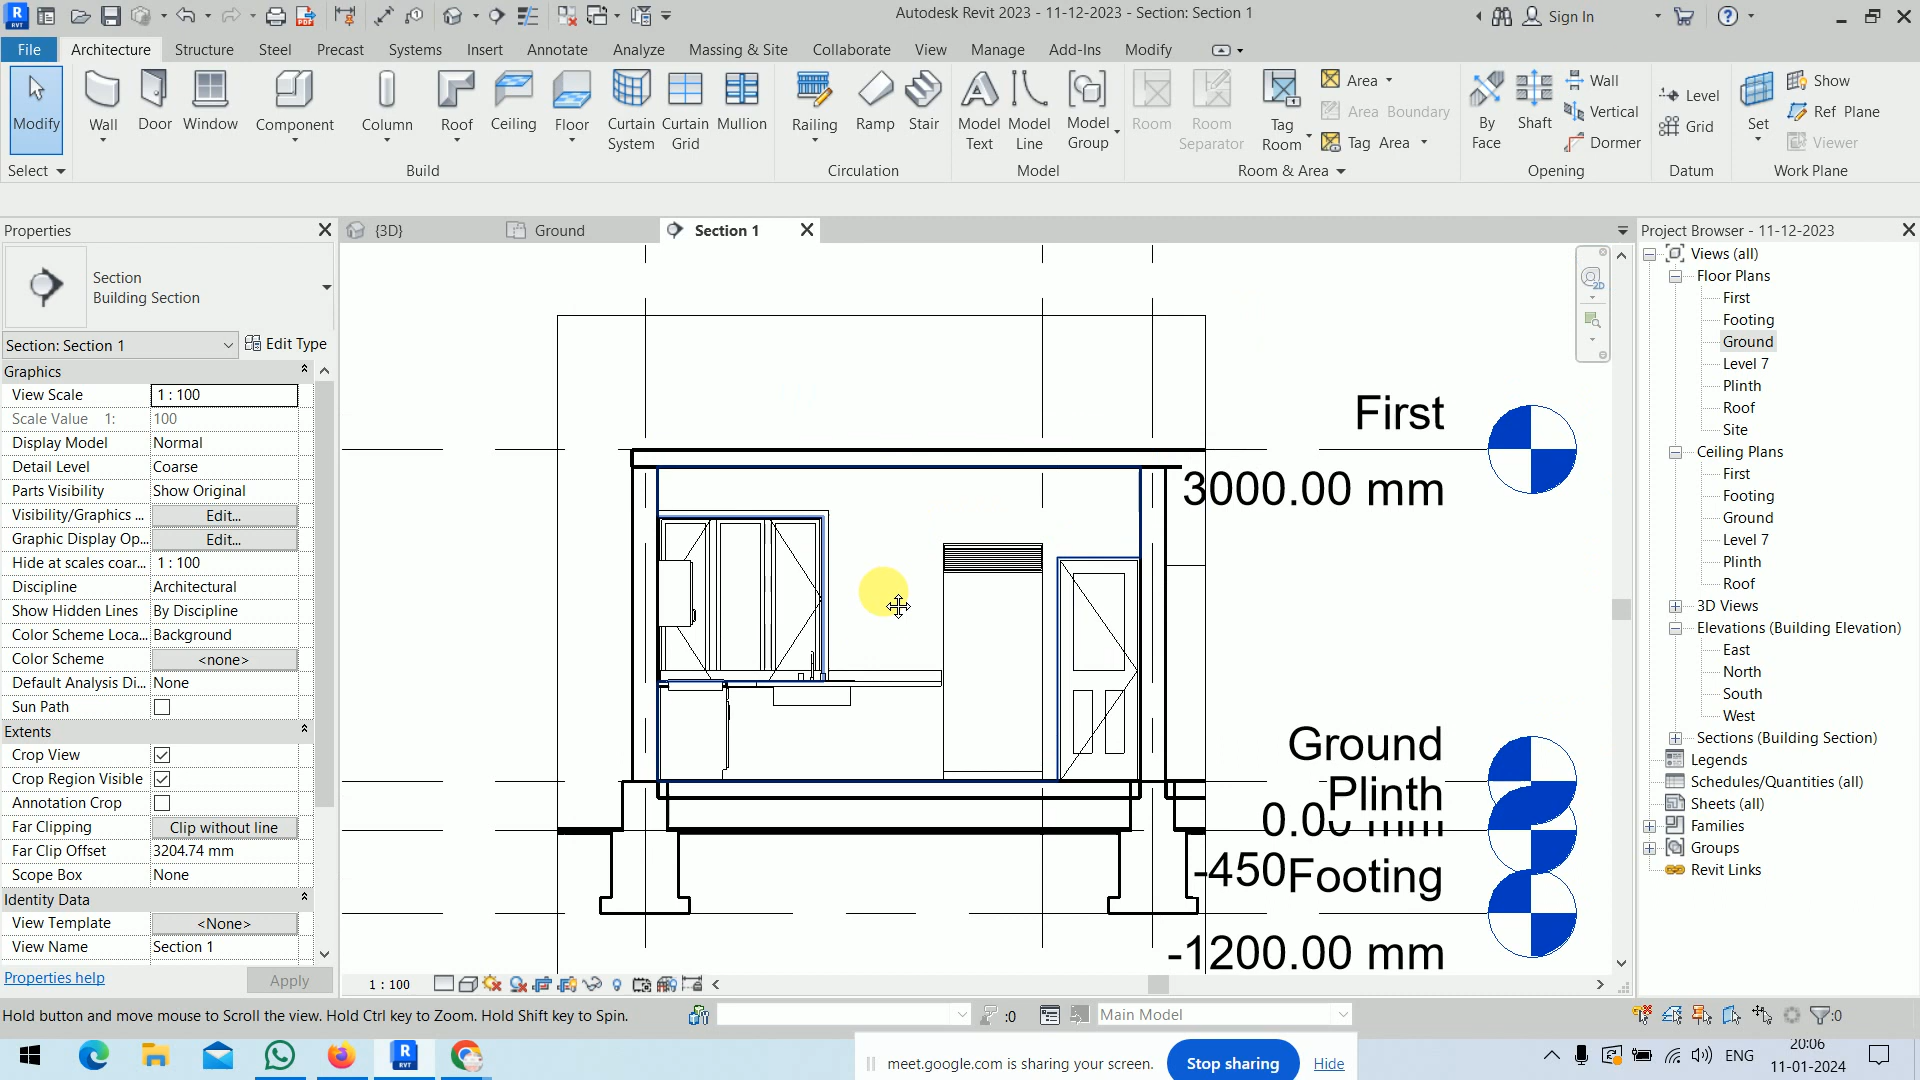 Autodesk Revit 2023 - 11-12-2023 - Section: Section 1
Sign In
File Architecture Structure Steel Precast Systems Insert Annotate Analyze Massing & Site Collaborate View Manage Add-Ins Modify
Modify Wall Door Window Component Column Roof Ceiling Floor Curtain System Curtain Grid Mullion Railing Ramp Stair Model Text Model Line Model Group Room Room Separator Tag Room
Area
Area Boundary
Tag Area
By Face Shaft
Wall
Vertical
Dormer
Level
Grid
Set
Show
Ref Plane
Viewer
Select Build Circulation Model Room & Area Opening Datum Work Plane
Properties
Section
Building Section
Section: Section 1 Edit Type
Graphics
View Scale 1 : 100
Scale Value 1: 100
Display Model Normal
Detail Level Coarse
Parts Visibility Show Original
Visibility/Graphics ... Edit...
Graphic Display Op... Edit...
Hide at scales coar... 1 : 100
Discipline Architectural
Show Hidden Lines By Discipline
Color Scheme Loca... Background
Color Scheme <none>
Default Analysis Di... None
Sun Path
Extents
Crop View
Crop Region Visible
Annotation Crop
Far Clipping Clip without line
Far Clip Offset 3204.74 mm
Scope Box None
Identity Data
View Template <None>
View Name Section 1
Properties help Apply
{3D} Ground Section 1
2D
First
3000.00 mm
Ground
Plinth
-450
Footing
-1200.00 mm
1 : 100
Project Browser - 11-12-2023
Views (all)
Floor Plans
First
Footing
Ground
Level 7
Plinth
Roof
Site
Ceiling Plans
First
Footing
Ground
Level 7
Plinth
Roof
3D Views
Elevations (Building Elevation)
East
North
South
West
Sections (Building Section)
Legends
Schedules/Quantities (all)
Sheets (all)
Families
Groups
Revit Links
Hold button and move mouse to Scroll the view. Hold Ctrl key to Zoom. Hold Shift key to Spin.
:0
Main Model
:0
meet.google.com is sharing your screen. Stop sharing Hide
ENG
20:06
11-01-2024